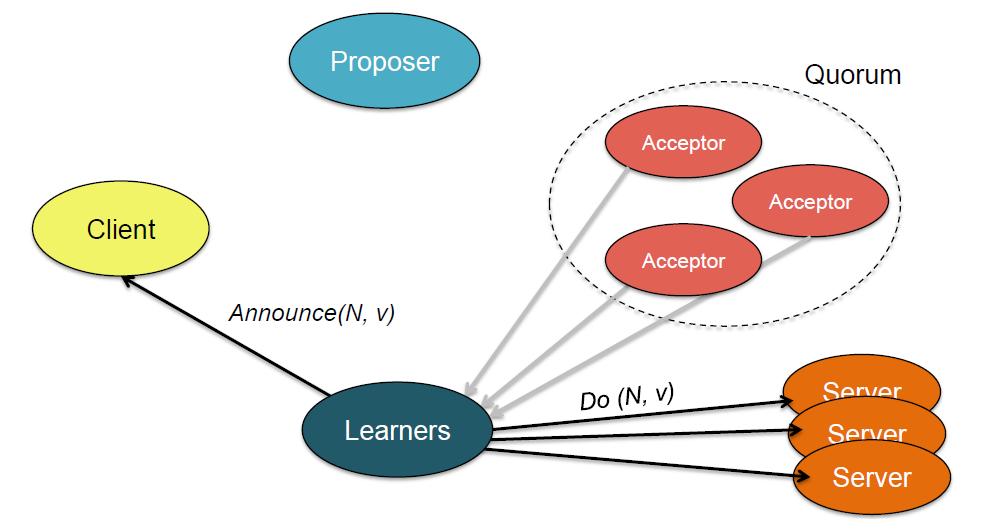 Proposer
Quorum
Acceptor
Acceptor
Acceptor
Client
Announce(N, v)
Learners
Do (N, v)
Server
Server
Server